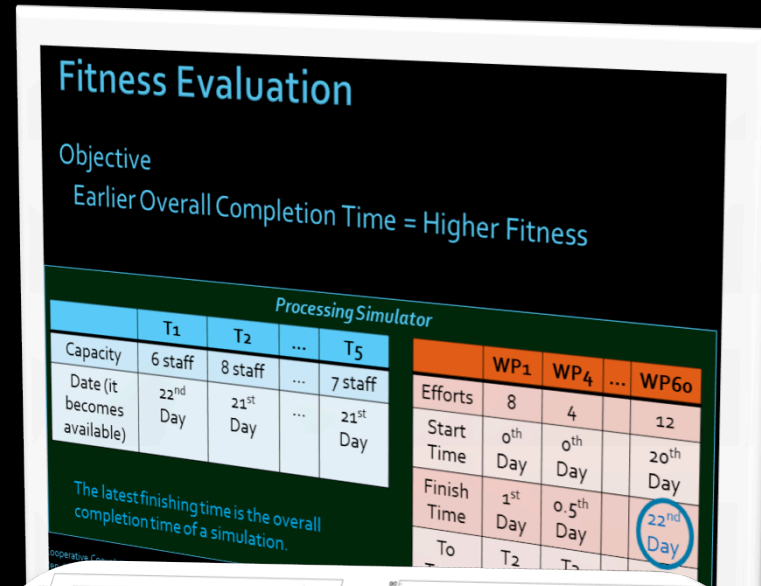 Fitness Evaluation
Objective
Earlier Overall Completion Time = Higher Fitness
Processing Simulator
T1 T2 ... T5
Capacity 6 staff 8 staff ... 7 staff
Date (it becomes available) 22nd Day 21st Day ... 21st Day
The latest finishing time is the overall
completion time of a simulation.
WP1 WP4 ... WP60
Efforts 8 4 12
Start Time 0th Day 0th Day 20th Day
Finish Time 1st Day 0.5th Day 22nd Day
To T2